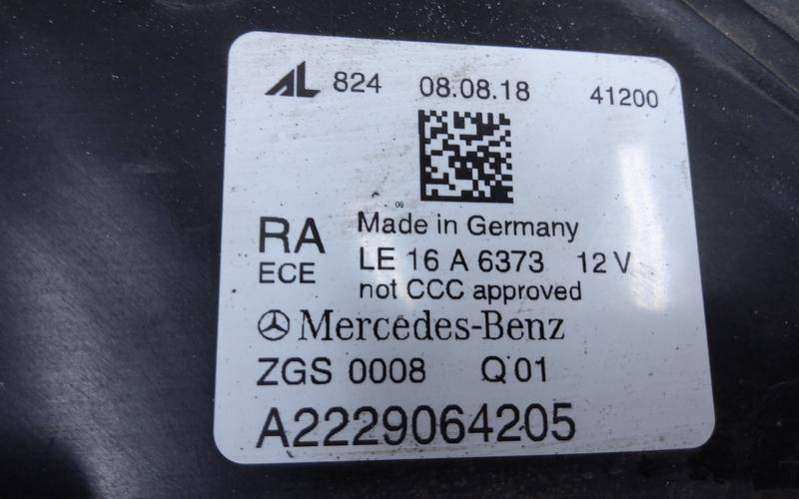 AL 824 08.08.18 41200
Made in Germany
RA LE 16 A 6373 12 V
ECE not CCC approved
Mercedes-Benz
ZGS 0008 Q 01
A2229064205